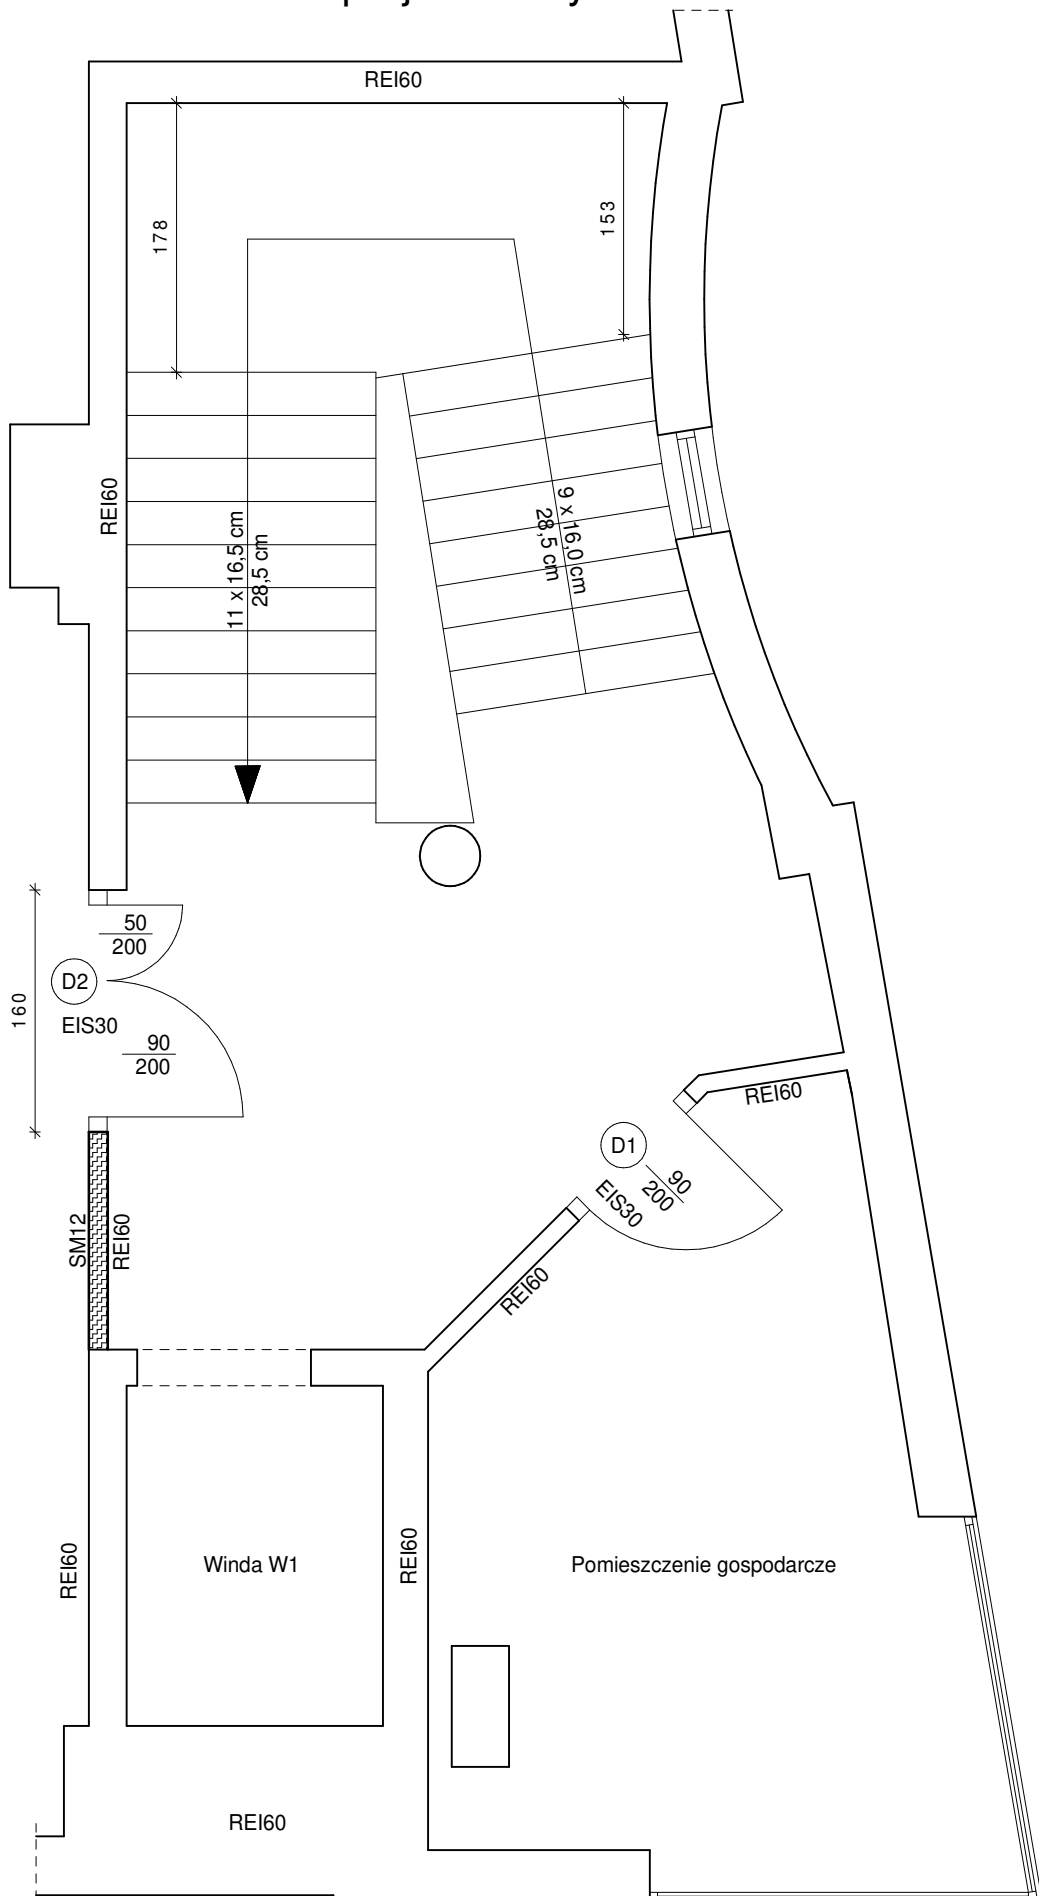 REI60
178
153
REI60
11 x 16,5 cm
28,5 cm
9 x 16,0 cm
28,5 cm
50
200
D2
EIS30
90
200
160
REI60
D1
90
200
EIS30
SM12
REI60
REI60
REI60
Winda W1
REI60
Pomieszczenie gospodarcze
REI60